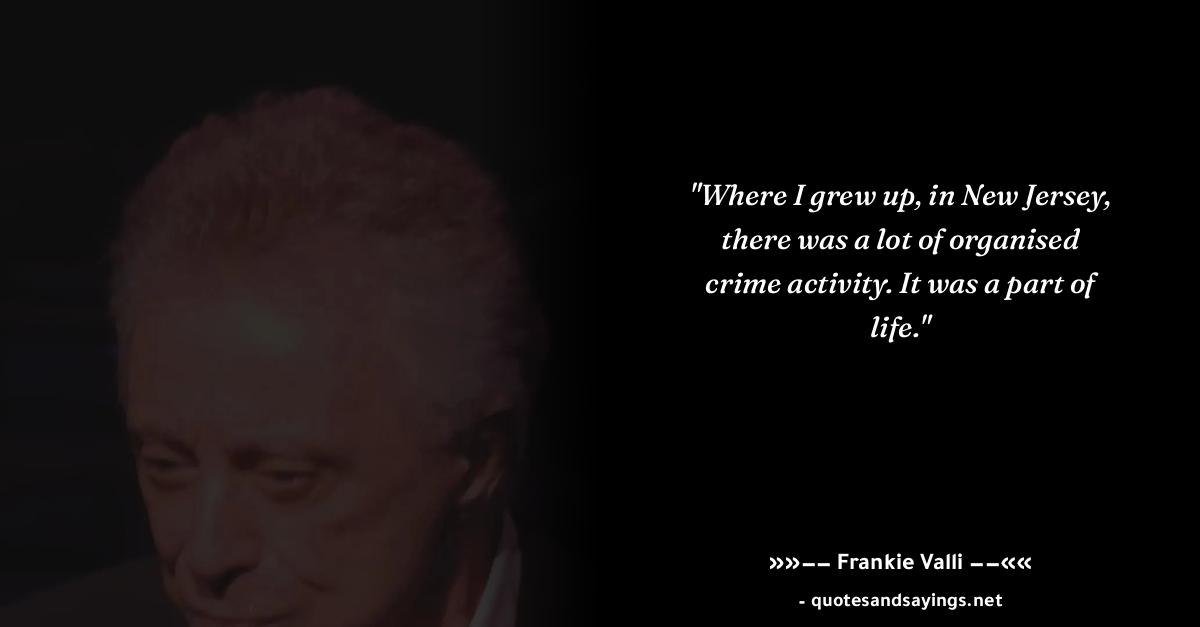 "Where I grew up, in New Jersey,
there was a lot of organised
crime activity. It was a part of
life."
»»–– Frankie Valli ––««
- quotesandsayings.net